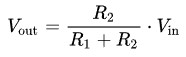 V_out = R_2 / (R_1 + R_2) · V_in